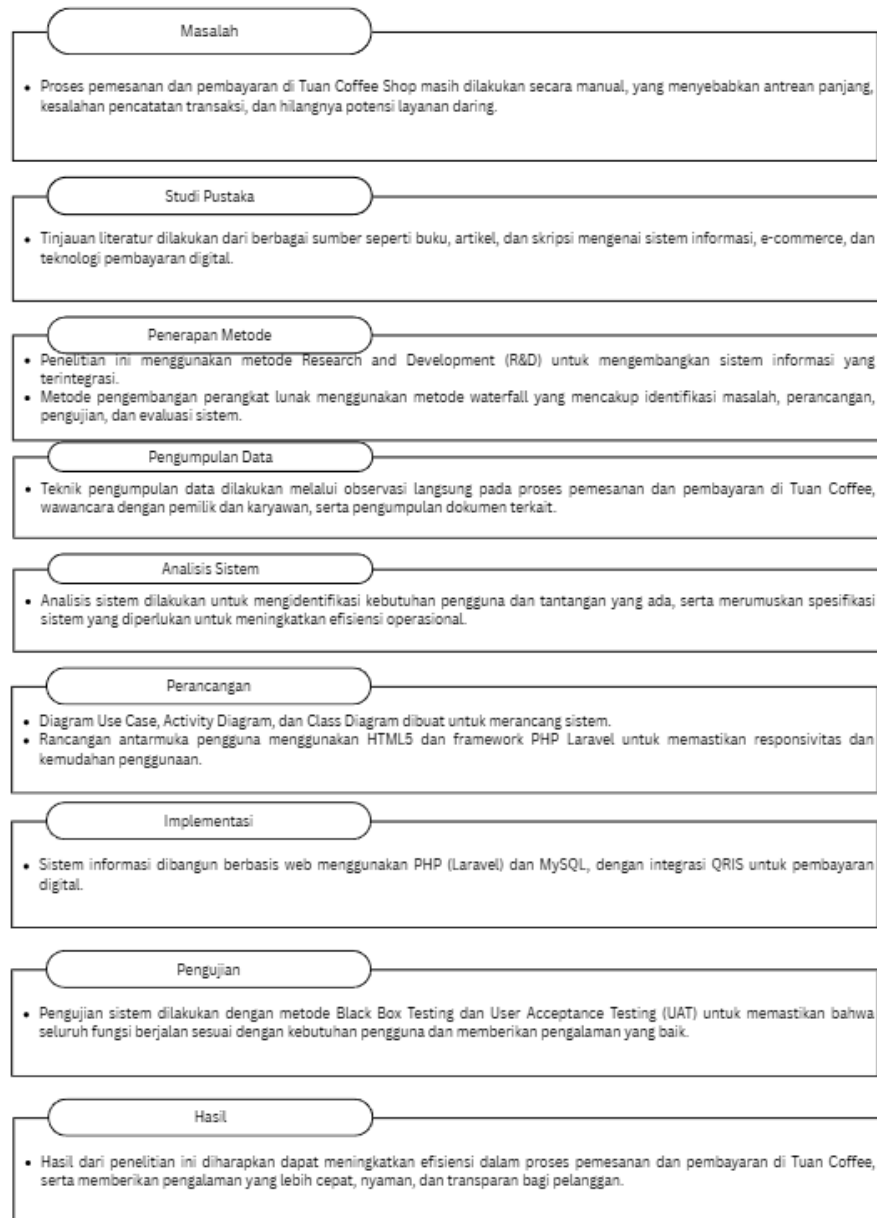 Masalah
• Proses pemesanan dan pembayaran di Tuan Coffee Shop masih dilakukan secara manual, yang menyebabkan antrean panjang,
kesalahan pencatatan transaksi, dan hilangnya potensi layanan daring.
Studi Pustaka
• Tinjauan literatur dilakukan dari berbagai sumber seperti buku, artikel, dan skripsi mengenai sistem informasi, e-commerce, dan
teknologi pembayaran digital.
Penerapan Metode
• Penelitian ini menggunakan metode Research and Development (R&D) untuk mengembangkan sistem informasi yang
terintegrasi.
• Metode pengembangan perangkat lunak menggunakan metode waterfall yang mencakup identifikasi masalah, perancangan,
pengujian, dan evaluasi sistem.
Pengumpulan Data
• Teknik pengumpulan data dilakukan melalui observasi langsung pada proses pemesanan dan pembayaran di Tuan Coffee,
wawancara dengan pemilik dan karyawan, serta pengumpulan dokumen terkait.
Analisis Sistem
• Analisis sistem dilakukan untuk mengidentifikasi kebutuhan pengguna dan tantangan yang ada, serta merumuskan spesifikasi
sistem yang diperlukan untuk meningkatkan efisiensi operasional.
Perancangan
• Diagram Use Case, Activity Diagram, dan Class Diagram dibuat untuk merancang sistem.
• Rancangan antarmuka pengguna menggunakan HTML5 dan framework PHP Laravel untuk memastikan responsivitas dan
kemudahan penggunaan.
Implementasi
• Sistem informasi dibangun berbasis web menggunakan PHP (Laravel) dan MySQL, dengan integrasi QRIS untuk pembayaran
digital.
Pengujian
• Pengujian sistem dilakukan dengan metode Black Box Testing dan User Acceptance Testing (UAT) untuk memastikan bahwa
seluruh fungsi berjalan sesuai dengan kebutuhan pengguna dan memberikan pengalaman yang baik.
Hasil
• Hasil dari penelitian ini diharapkan dapat meningkatkan efisiensi dalam proses pemesanan dan pembayaran di Tuan Coffee,
serta memberikan pengalaman yang lebih cepat, nyaman, dan transparan bagi pelanggan.